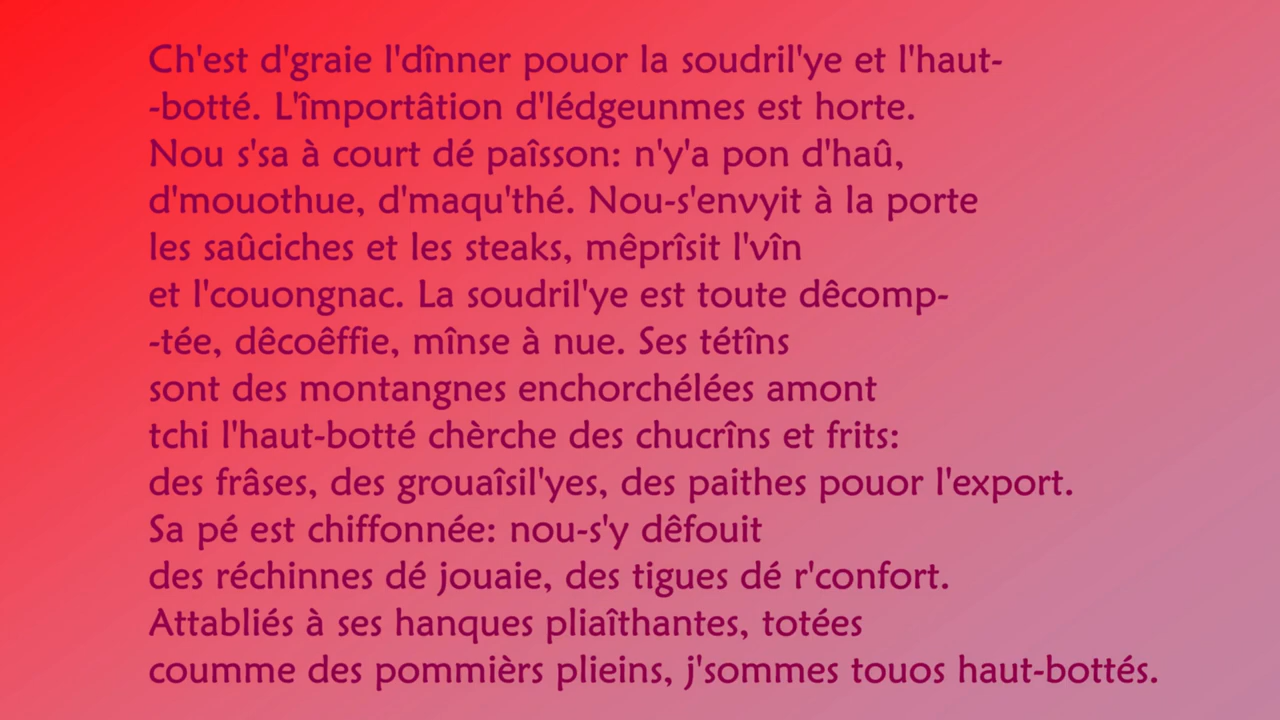 Ch'est d'graie l'dînner pouor la soudril'ye et l'haut-
-botté. L'împortâtion d'lédgeunmes est horte.
Nou s'sa à court dé paîsson: n'y'a pon d'haû,
d'mouothue, d'maqu'thé. Nou-s'envyit à la porte
les saûciches et les steaks, mêprîsit l'vîn
et l'couongnac. La soudril'ye est toute dêcomp-
-tée, dêcoêffie, mînse à nue. Ses tétîns
sont des montangnes enchorchélées amont
tchi l'haut-botté chèrche des chucrîns et frits:
des frâses, des grouaîsil'yes, des paithes pouor l'export.
Sa pé est chiffonnée: nou-s'y dêfouit
des réchinnes dé jouaie, des tigues dé r'confort.
Attabliés à ses hanques pliaîthantes, totées
coumme des pommièrs plieins, j'sommes touos haut-bottés.